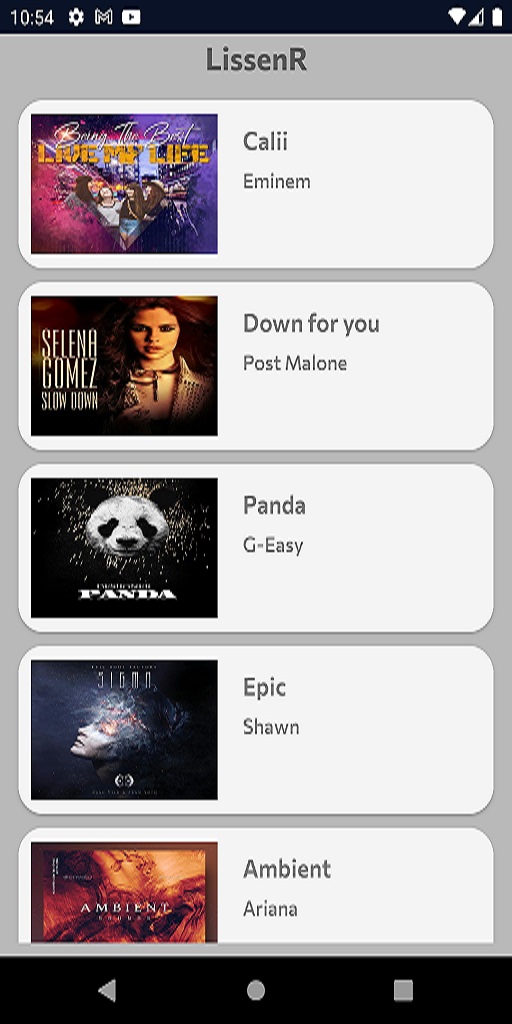 10:54
LissenR
Being The Best
LIVE MY LIFE
Calii
Eminem
SELENA
GOMEZ
SLOW DOWN
Down for you
Post Malone
DESIIGNER
PANDA
Panda
G-Easy
SIGMA
Epic
Shawn
AMBIENT
Ambient
Ariana